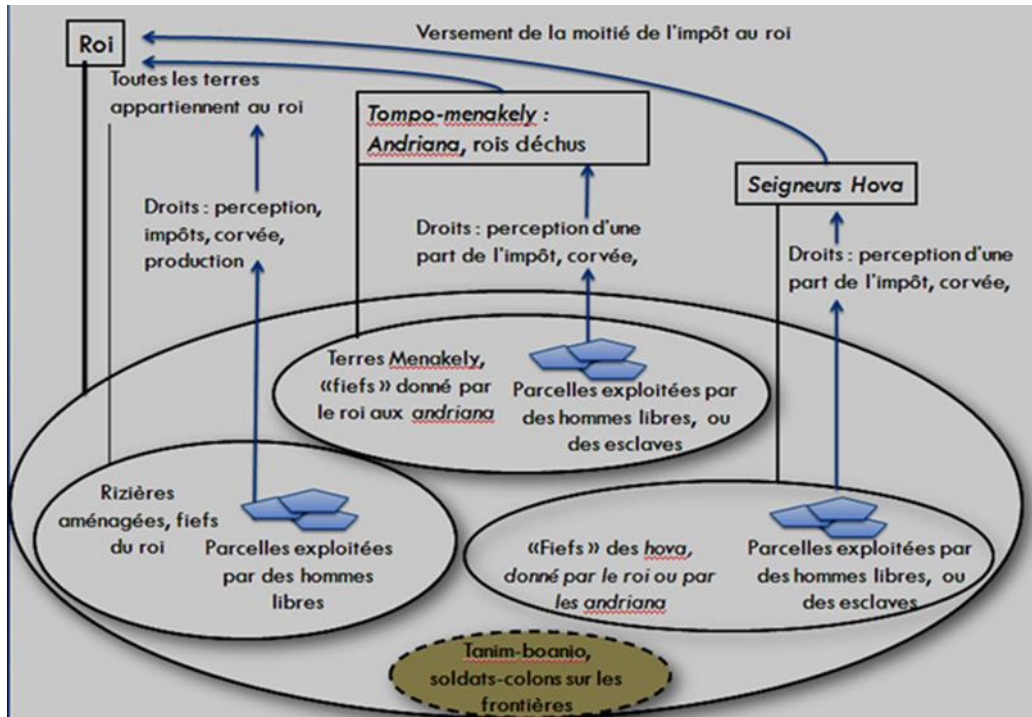 Roi
Versement de la moitié de l'impôt au roi
Toutes les terres
appartiennent au roi
Tompo-menakely :
Andriana, rois déchus
Seigneurs Hova
Droits : perception,
impôts, corvée,
production
Droits : perception d'une
part de l'impôt, corvée,
Droits : perception d'une
part de l'impôt, corvée,
Terres Menakely,
«fiefs » donné par
le roi aux andriana
Parcelles exploitées par
des hommes libres, ou
des esclaves
Rizières
aménagées, fiefs
du roi
Parcelles exploitées
par des hommes
libres
«Fiefs » des hova,
donné par le roi ou par
les andriana
Parcelles exploitées par
des hommes libres, ou
des esclaves
Tanim-boanjo,
soldats-colons sur les
frontières